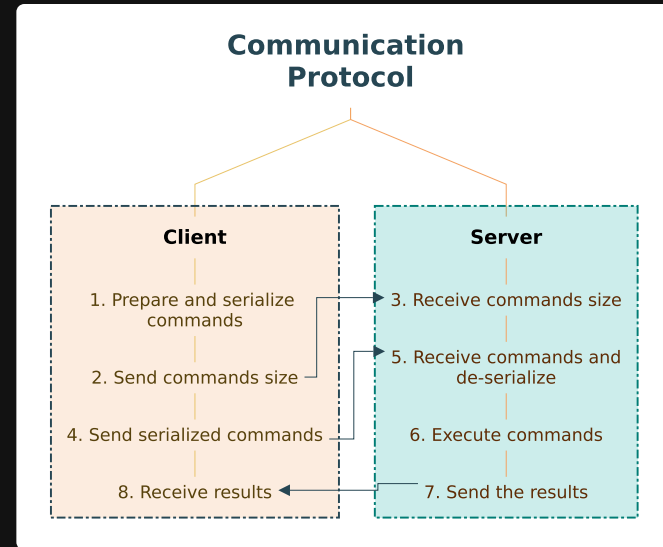 Communication
Protocol
Client
1. Prepare and serialize
commands
2. Send commands size
4. Send serialized commands
8. Receive results
Server
3. Receive commands size
5. Receive commands and
de-serialize
6. Execute commands
7. Send the results